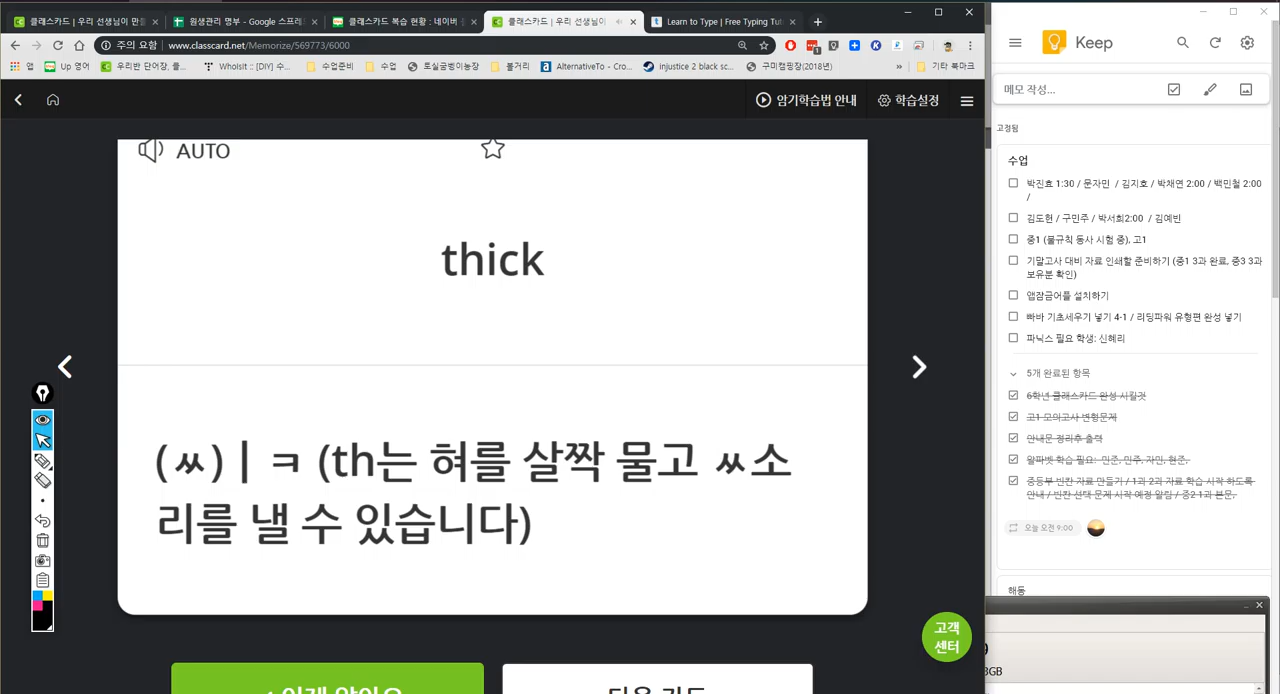 클래스카드 | 우리 선생님이 만들
원생관리 명부 - Google 스프레
클래스카드 복습 현황 : 네이버
클래스카드 | 우리 선생님이
Learn to Type | Free Typing Tut
주의 요함
www.classcard.net/Memorize/569773/6000
앱
Up 영어
우리반 단어장, 클...
WhoisIt :: [DIY] 수...
수업준비
수업
토실궁벵이농장
볼거리
AlternativeTo - Cro...
injustice 2 black sc...
구미캠핑장(2018년)
»
기타 북마크
암기학습법 안내
학습설정
AUTO
thick
(ㅆ)ㅣㅋ (th는 혀를 살짝 물고 ㅆ소
리를 낼 수 있습니다)
고객
센터
Keep
메모 작성...
고정됨
수업
박진효 1:30 / 문자민 / 김지호 / 박채연 2:00 / 백민철 2:00
/
김도현 / 구민주 / 박서희2:00 / 김예빈
중1 (불규칙 동사 시험 중), 고1
기말고사 대비 자료 인쇄할 준비하기 (중1 3과 완료, 중3 3과
보유분 확인)
앱잠금어플 설치하기
빠바 기초세우기 넣기 4-1 / 리딩파워 유형편 완성 넣기
파닉스 필요 학생: 신혜리
5개 완료된 항목
6학년 클래스카드 완성 시킬것
고1 모의고사 변형문제
안내문 정리후 출력
알파벳 학습 필요: 민준, 민주, 자민, 현준,
중등부 빈칸 자료 만들기 / 1과 2과 자료 학습 시작 하도록
안내 / 빈칸 선택 문제 시작 예정 알림 / 중2 1과 본문,
오늘 오전 9:00
해동